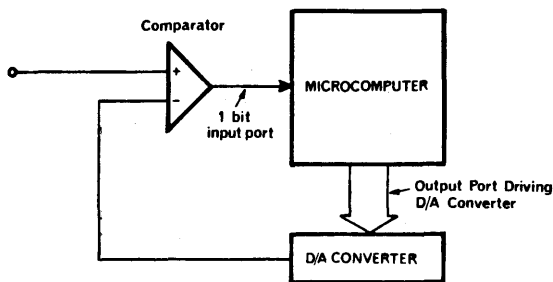 Comparator
+
−
1 bit
input port
MICROCOMPUTER
Output Port Driving
D/A Converter
D/A CONVERTER